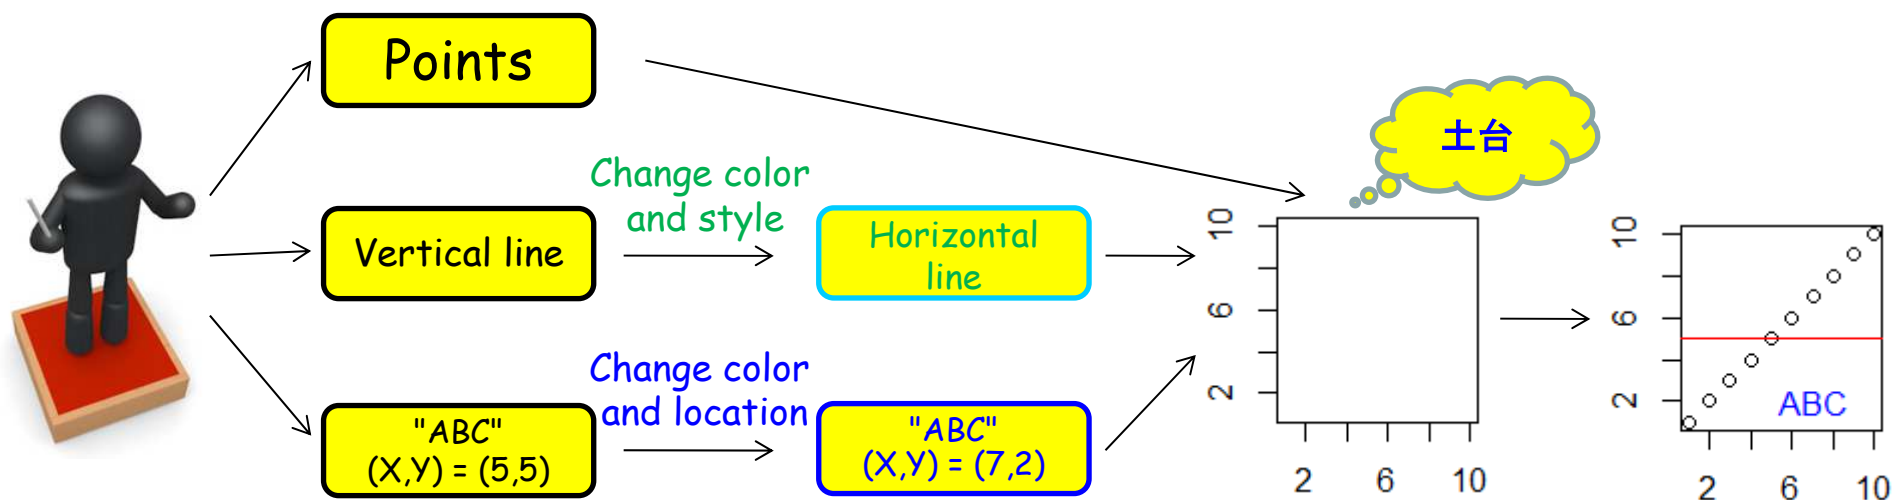 Points
土台
Change color
and style
Vertical line
Horizontal
line
Change color
and location
"ABC"
(X,Y) = (5,5)
"ABC"
(X,Y) = (7,2)
10
6
2
2
6
10
10
6
2
ABC
2
6
10